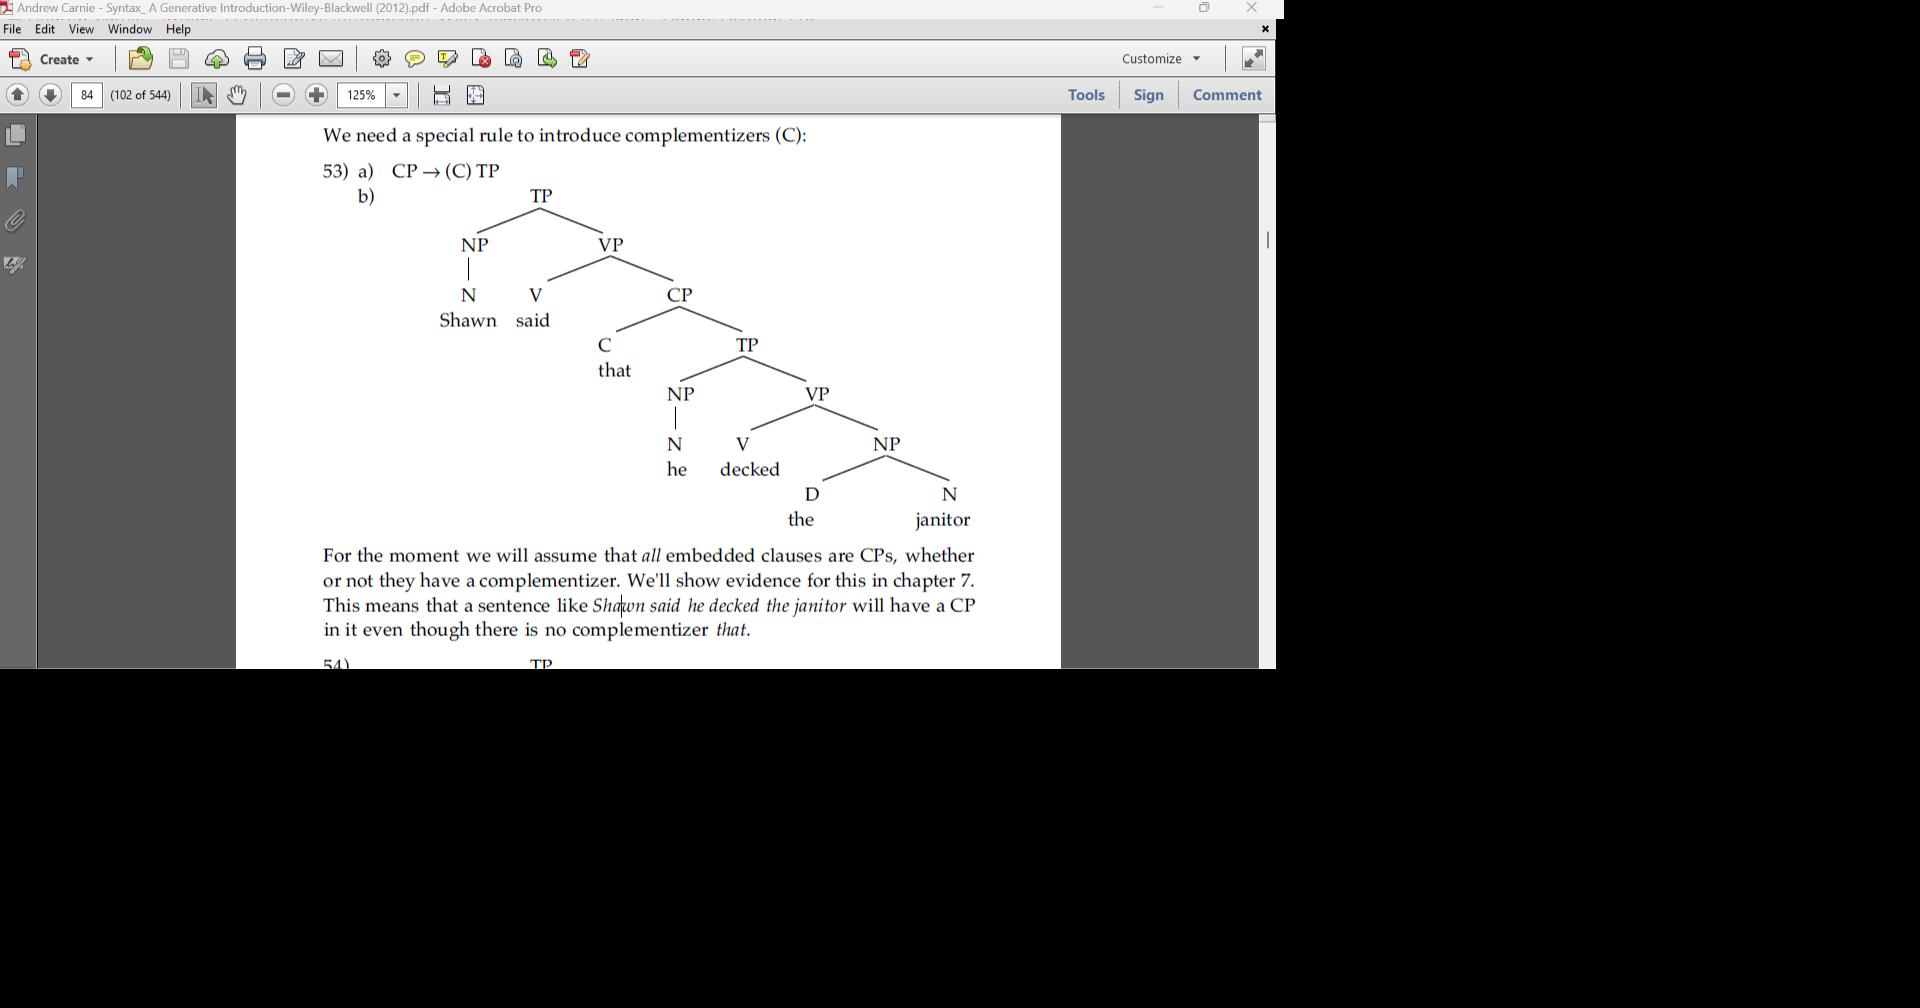 Andrew Carnie - Syntax_ A Generative Introduction-Wiley-Blackwell (2012).pdf - Adobe Acrobat Pro
File Edit View Window Help
Create Customize
84 (102 of 544) 125% Tools Sign Comment
We need a special rule to introduce complementizers (C):
53) a) CP → (C) TP
b) TP
NP VP
N V CP
Shawn said
C TP
that
NP VP
N V NP
he decked
D N
the janitor
For the moment we will assume that all embedded clauses are CPs, whether
or not they have a complementizer. We'll show evidence for this in chapter 7.
This means that a sentence like Shawn said he decked the janitor will have a CP
in it even though there is no complementizer that.
54) TP